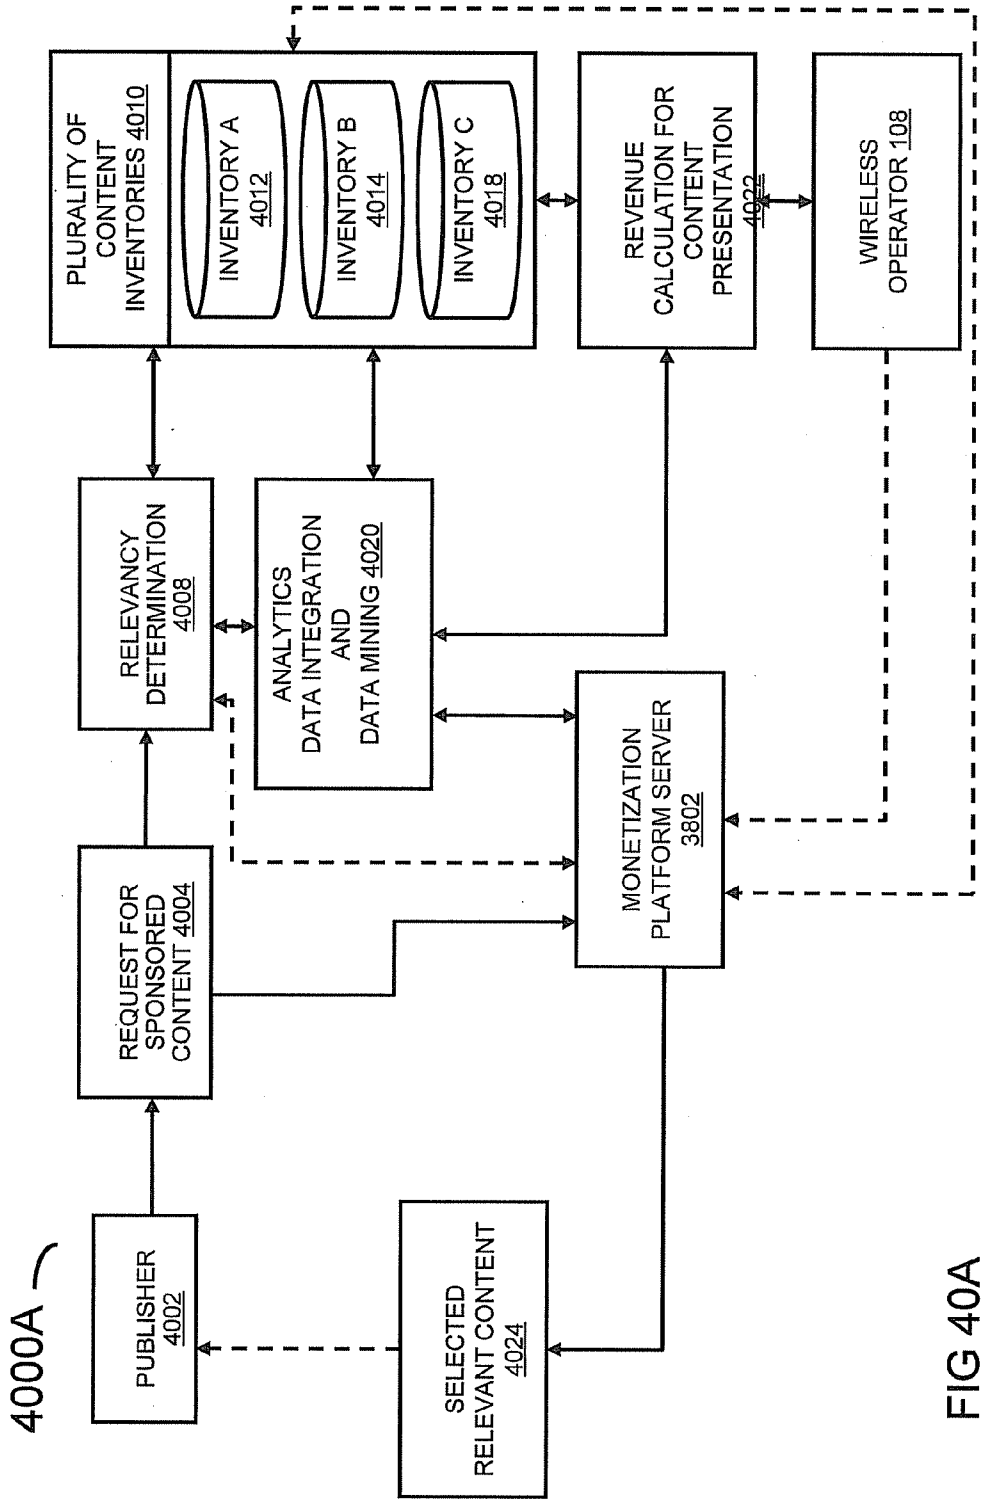 4000A
PUBLISHER
4002
REQUEST FOR
SPONSORED
CONTENT 4004
RELEVANCY
DETERMINATION
4008
PLURALITY OF
CONTENT
INVENTORIES 4010
INVENTORY A
4012
INVENTORY B
4014
INVENTORY C
4018
ANALYTICS
DATA INTEGRATION
AND
DATA MINING 4020
SELECTED
RELEVANT CONTENT
4024
MONETIZATION
PLATFORM SERVER
3802
REVENUE
CALCULATION FOR
CONTENT
PRESENTATION
4022
WIRELESS
OPERATOR 108
FIG 40A